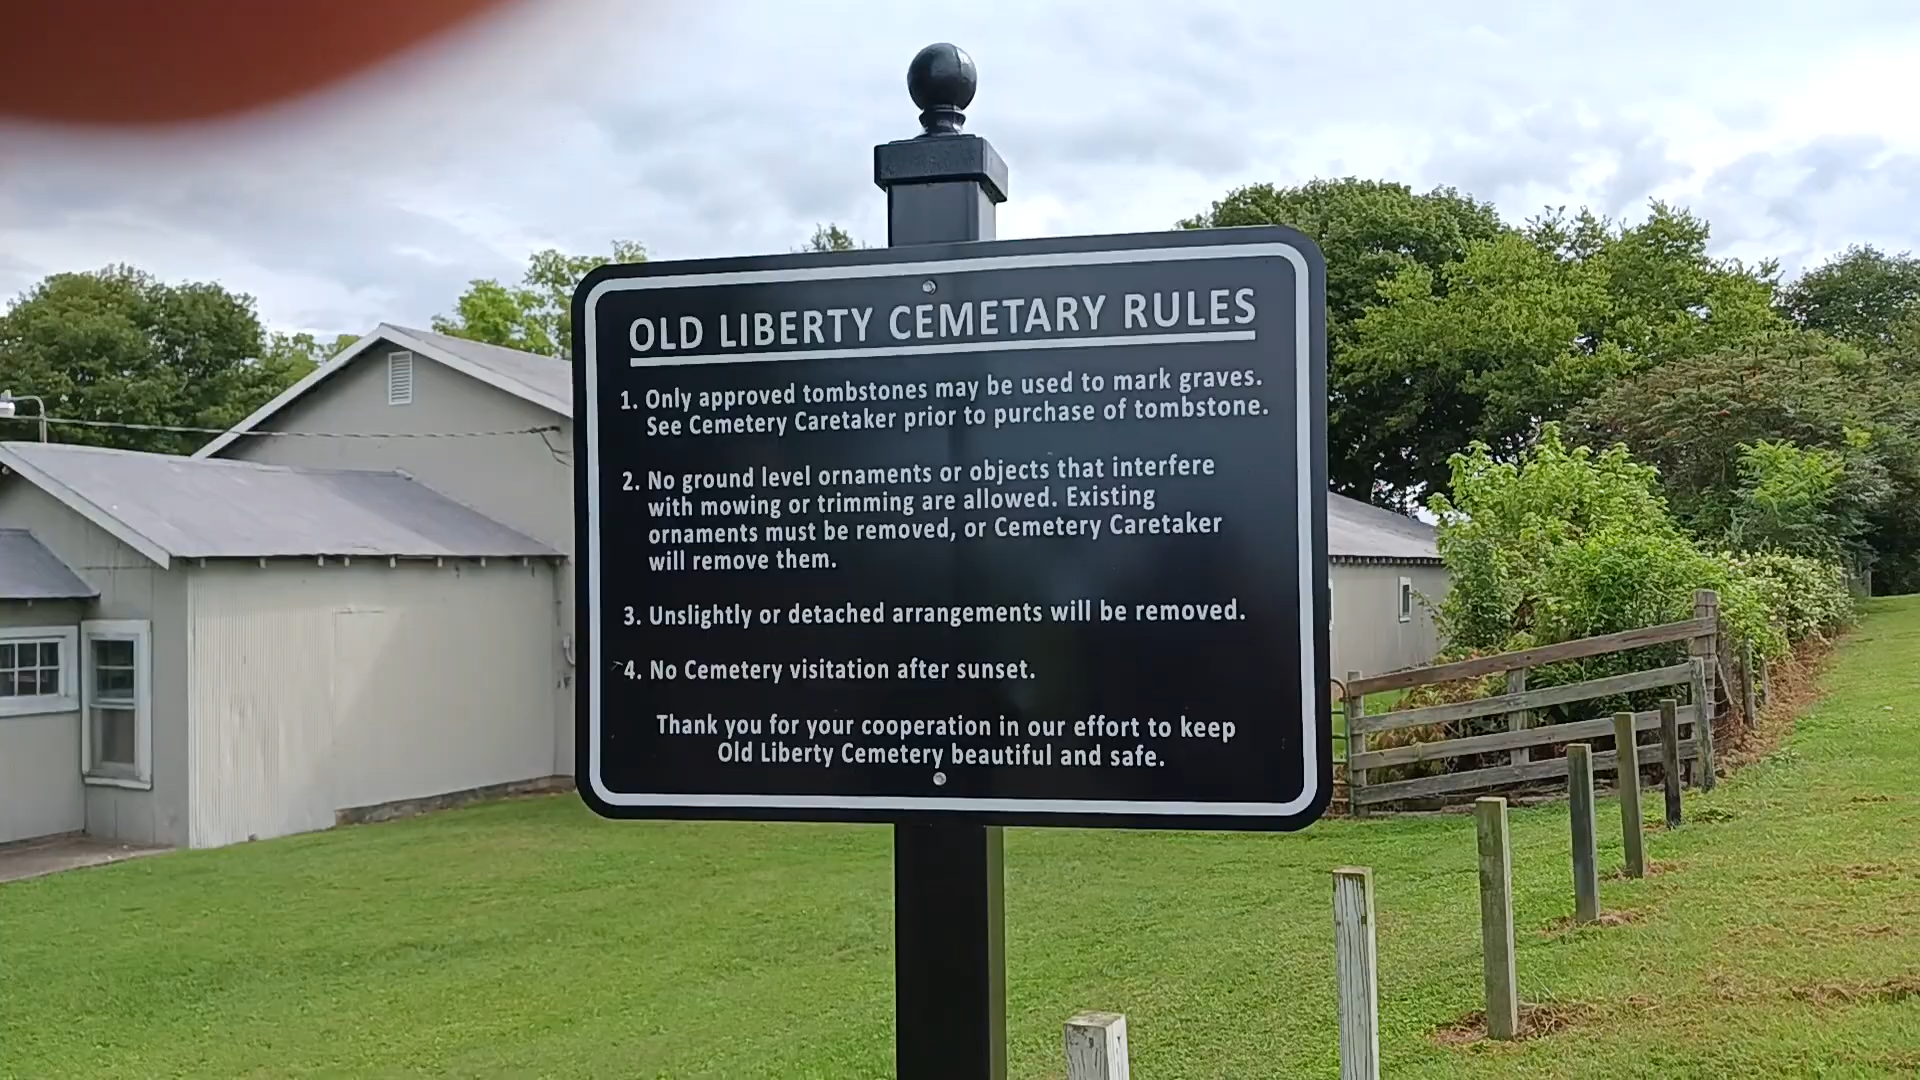 OLD LIBERTY CEMETARY RULES
1. Only approved tombstones may be used to mark graves.
See Cemetery Caretaker prior to purchase of tombstone.
2. No ground level ornaments or objects that interfere
with mowing or trimming are allowed. Existing
ornaments must be removed, or Cemetery Caretaker
will remove them.
3. Unslightly or detached arrangements will be removed.
4. No Cemetery visitation after sunset.
Thank you for your cooperation in our effort to keep
Old Liberty Cemetery beautiful and safe.